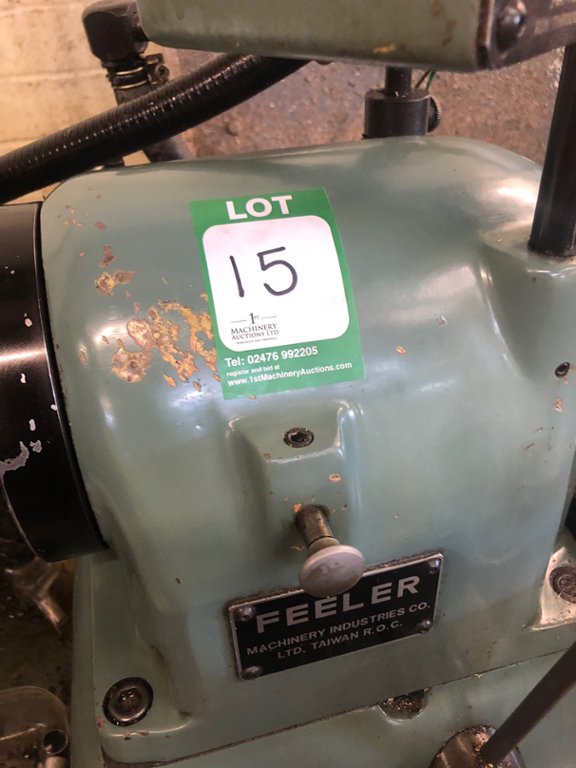 LOT
15
1ST
MACHINERY
AUCTIONS LTD
Tel: 02476 992205
register and bid at
www.1stMachineryAuctions.com
FEELER
MACHINERY INDUSTRIES CO.
LTD. TAIWAN R.O.C.